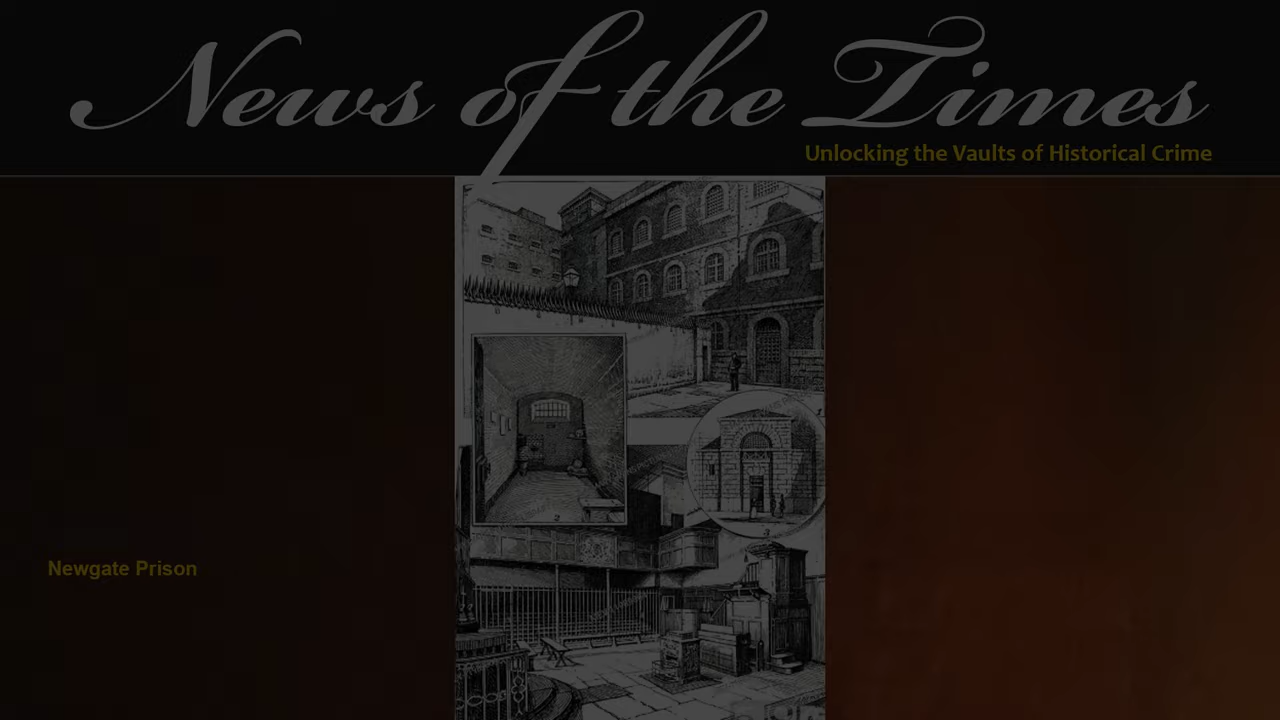 News of the Times
Unlocking the Vaults of Historical Crime
Newgate Prison